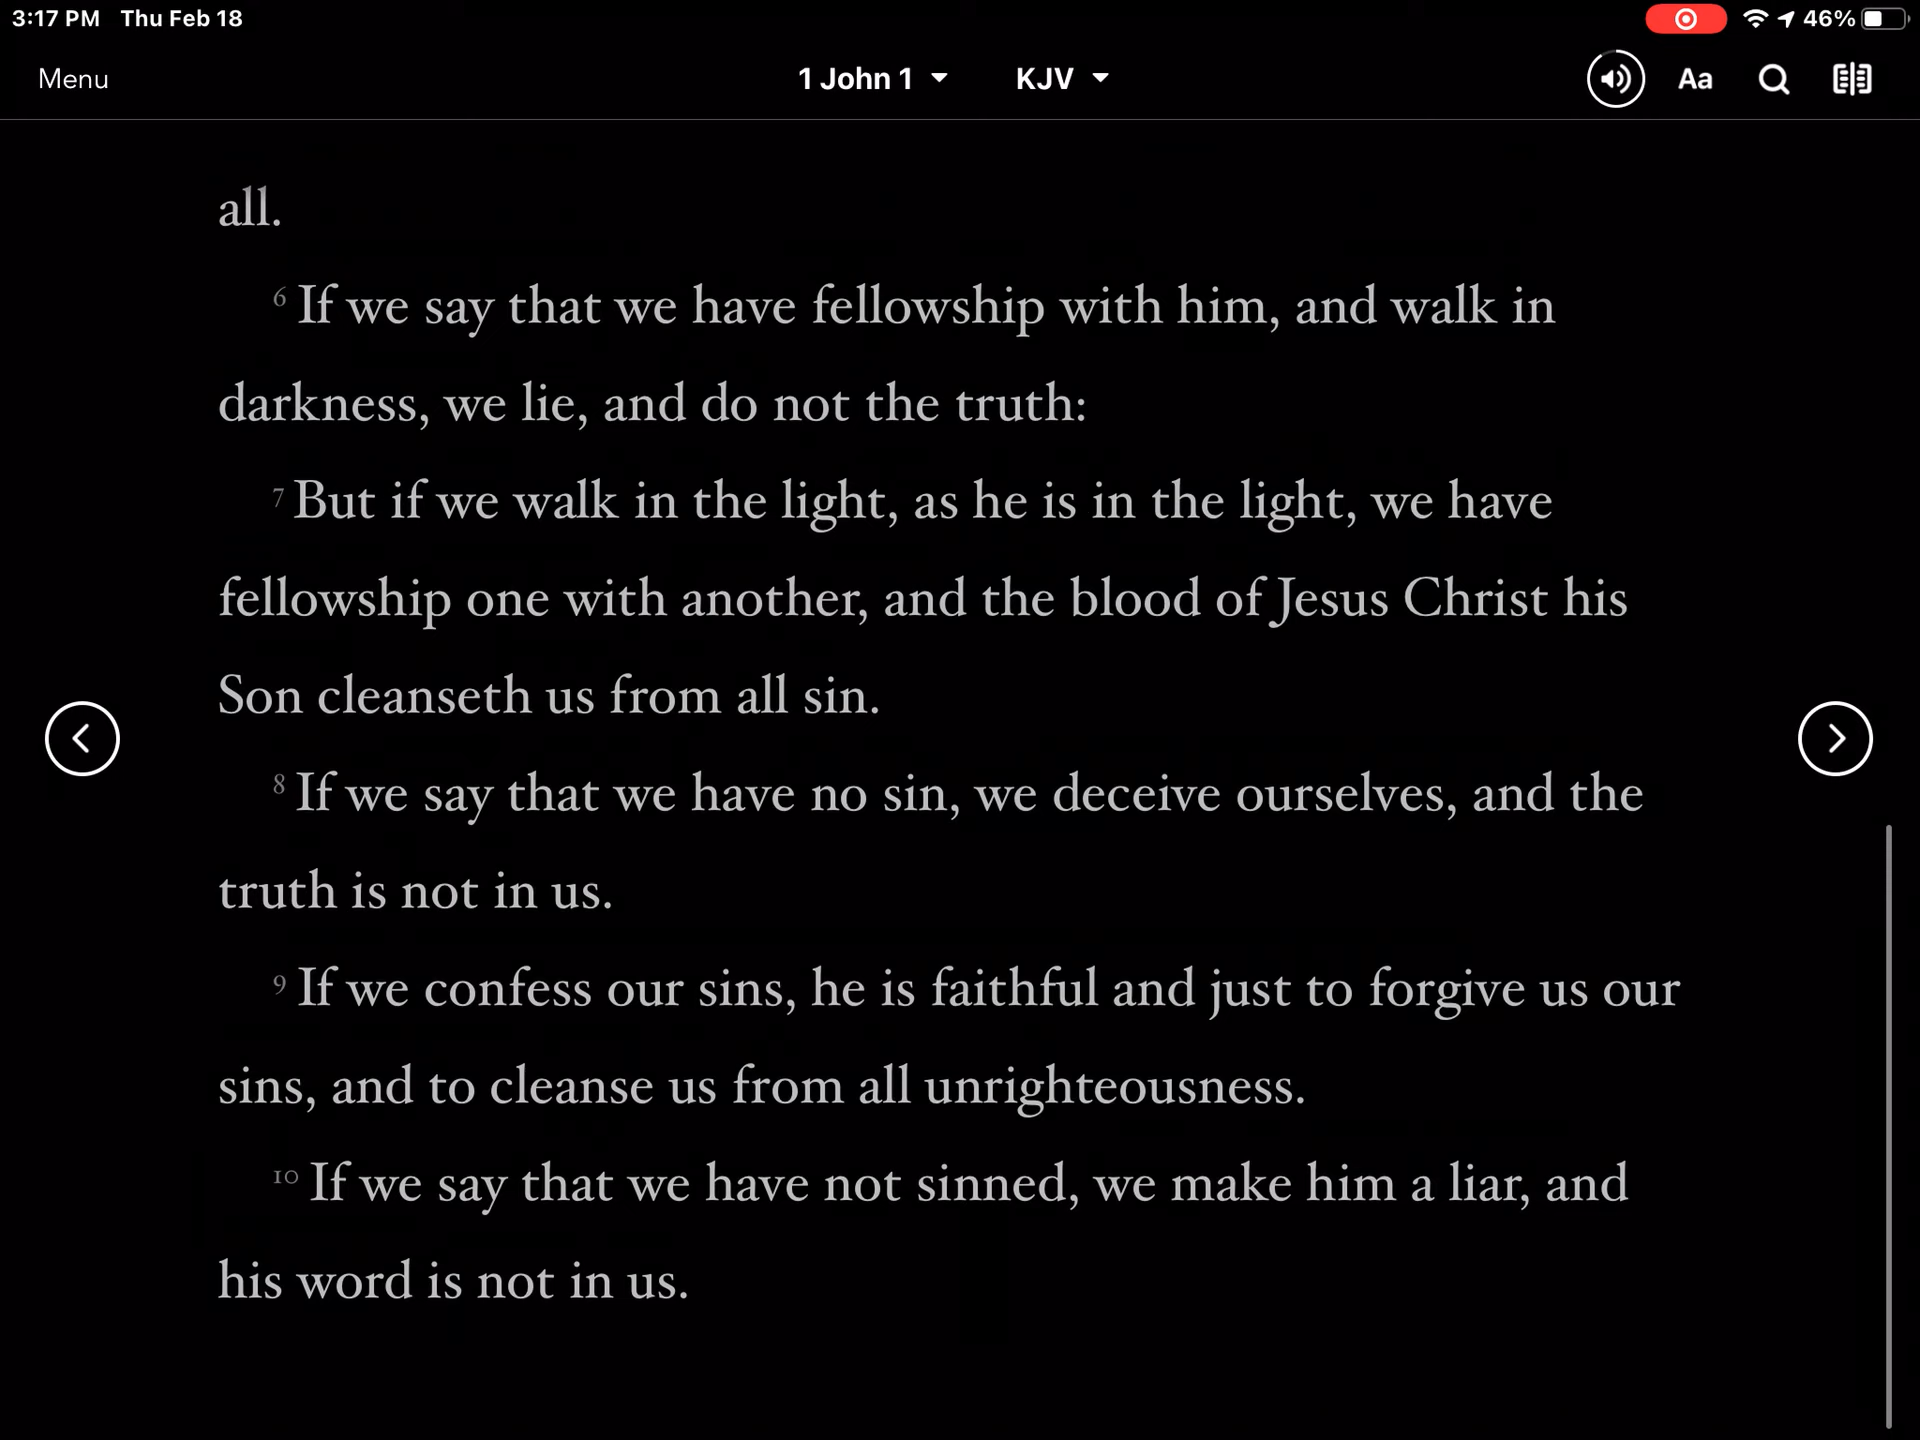 3:17 PM Thu Feb 18 46%
Menu 1 John 1 KJV Aa
all.
6 If we say that we have fellowship with him, and walk in
darkness, we lie, and do not the truth:
7 But if we walk in the light, as he is in the light, we have
fellowship one with another, and the blood of Jesus Christ his
Son cleanseth us from all sin.
8 If we say that we have no sin, we deceive ourselves, and the
truth is not in us.
9 If we confess our sins, he is faithful and just to forgive us our
sins, and to cleanse us from all unrighteousness.
10 If we say that we have not sinned, we make him a liar, and
his word is not in us.